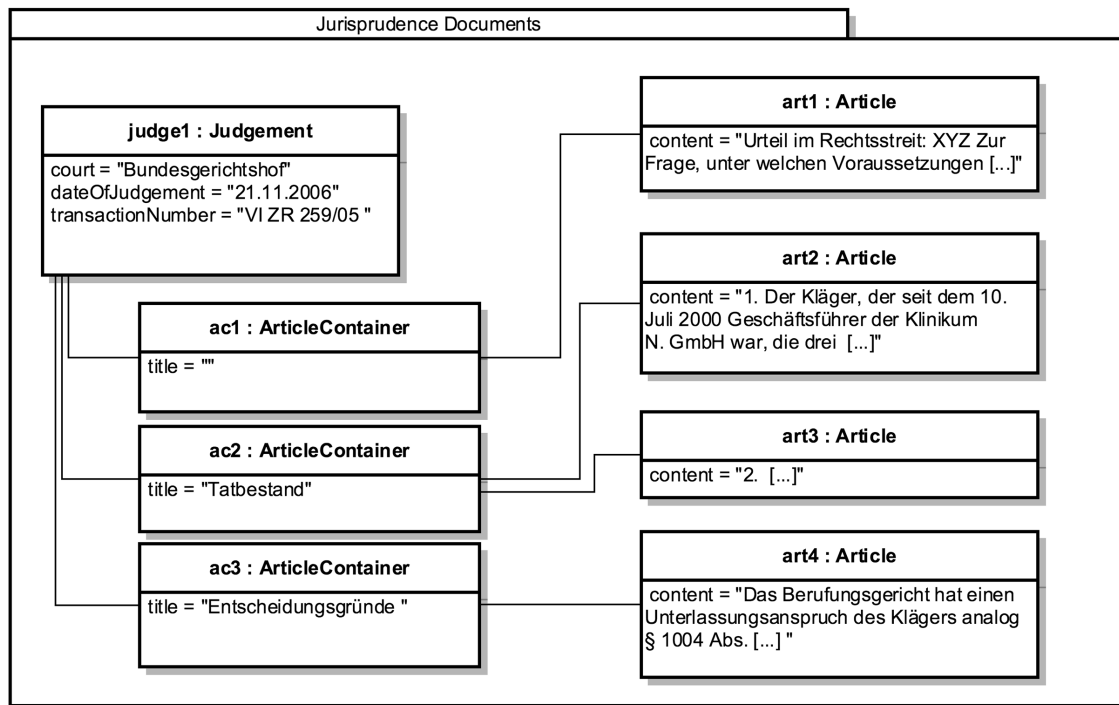 Jurisprudence Documents
judge1 : Judgement
court = "Bundesgerichtshof"
dateOfJudgement = "21.11.2006"
transactionNumber = "VI ZR 259/05 "
ac1 : ArticleContainer
title = ""
ac2 : ArticleContainer
title = "Tatbestand"
ac3 : ArticleContainer
title = "Entscheidungsgründe "
art1 : Article
content = "Urteil im Rechtsstreit: XYZ Zur
Frage, unter welchen Voraussetzungen [...]"
art2 : Article
content = "1. Der Kläger, der seit dem 10.
Juli 2000 Geschäftsführer der Klinikum
N. GmbH war, die drei  [...]"
art3 : Article
content = "2.  [...]"
art4 : Article
content = "Das Berufungsgericht hat einen
Unterlassungsanspruch des Klägers analog
§ 1004 Abs. [...] "